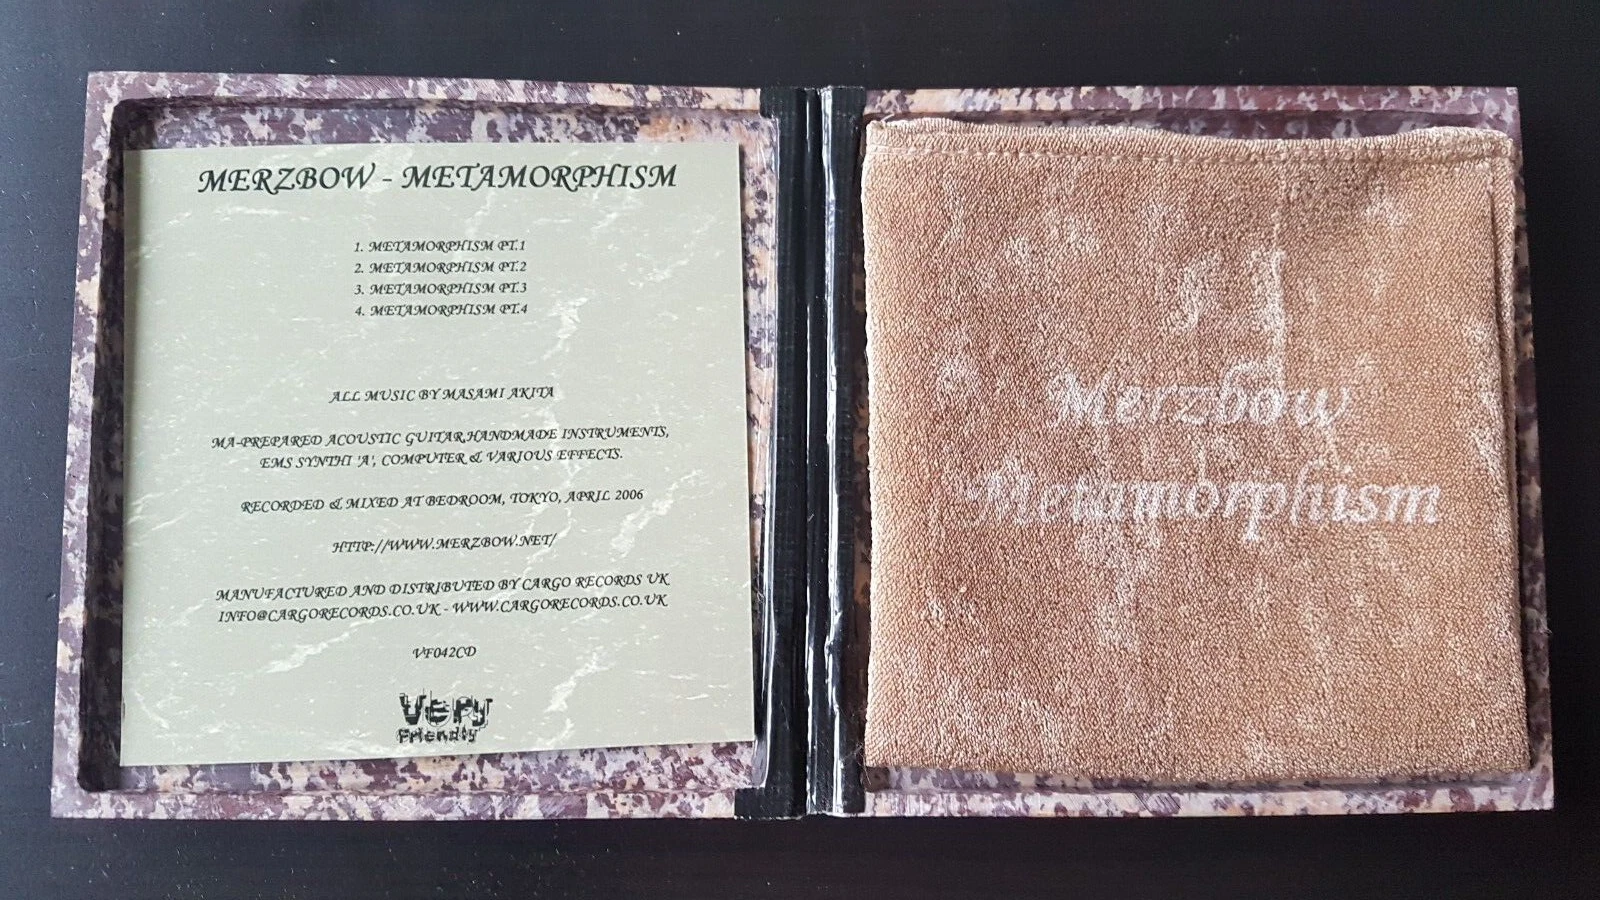 MERZBOW - METAMORPHISM
1. METAMORPHISM PT.1
2. METAMORPHISM PT.2
3. METAMORPHISM PT.3
4. METAMORPHISM PT.4
ALL MUSIC BY MASAMI AKITA
MA-PREPARED ACOUSTIC GUITAR,HANDMADE INSTRUMENTS,
EMS SYNTHI 'A', COMPUTER & VARIOUS EFFECTS.
RECORDED & MIXED AT BEDROOM, TOKYO, APRIL 2006
HTTP://WWW.MERZBOW.NET/
MANUFACTURED AND DISTRIBUTED BY CARGO RECORDS UK
INFO@CARGORECORDS.CO.UK - WWW.CARGORECORDS.CO.UK
VF042CD
Very
Friendly
Merzbow
Metamorphism